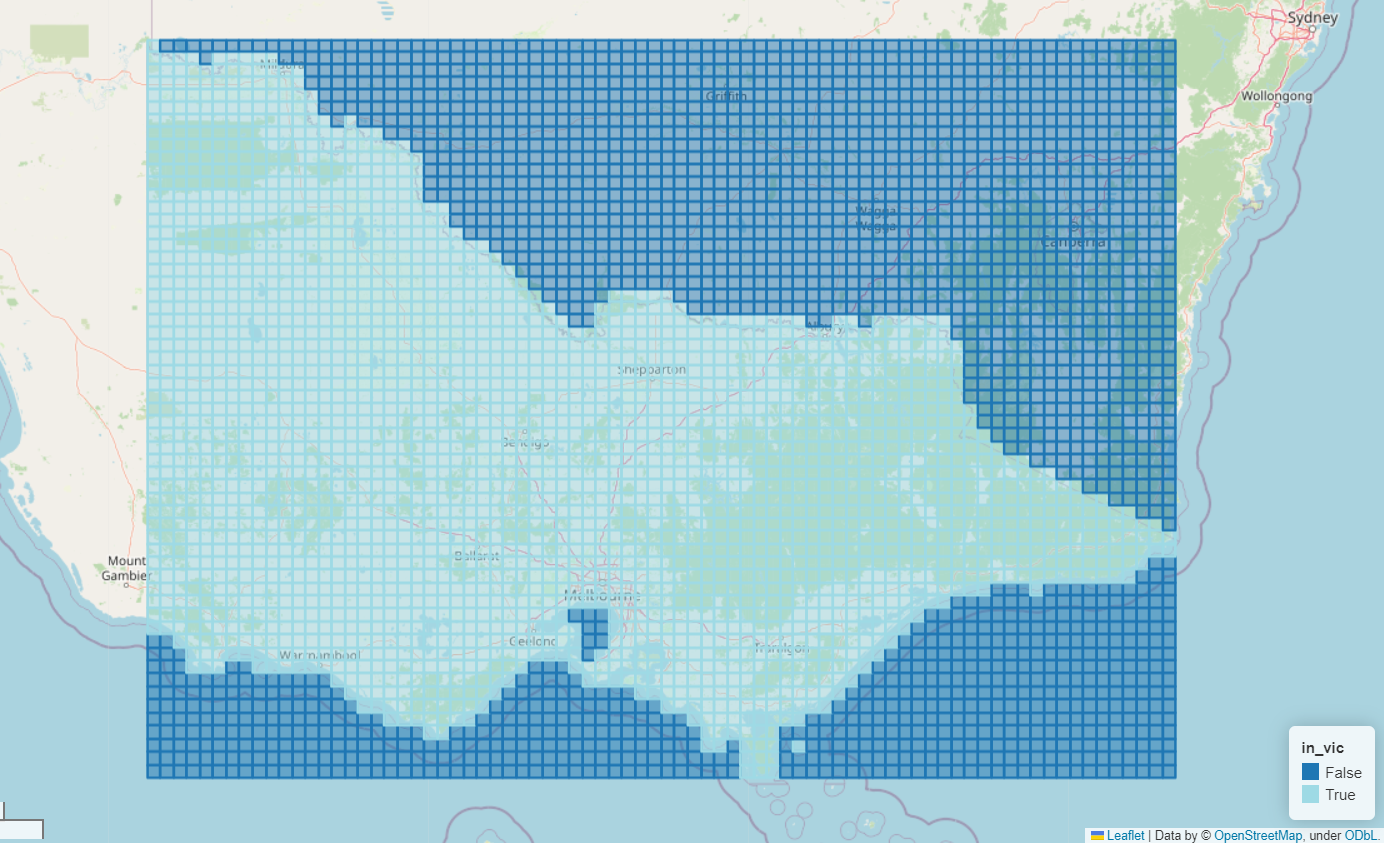 Sydney
Mildura
Wollongong
Griffith
Wagga
Wagga
Canberra
Albury
Shepparton
Bendigo
Ballarat
Mount
Gambier
Melbourne
Geelong
Traralgon
Warrnambool
in_vic
False
True
Leaflet | Data by © OpenStreetMap, under ODbL.